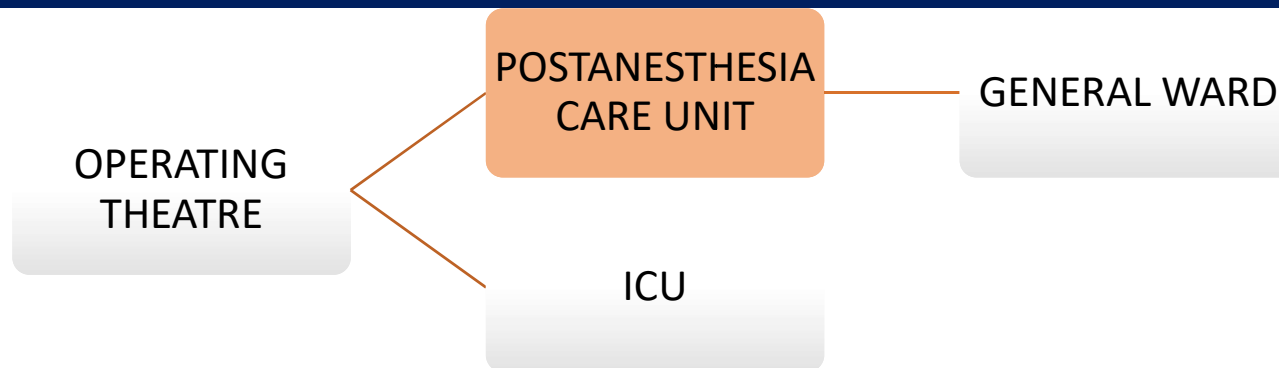 POSTANESTHESIA
CARE UNIT
GENERAL WARD
OPERATING
THEATRE
ICU